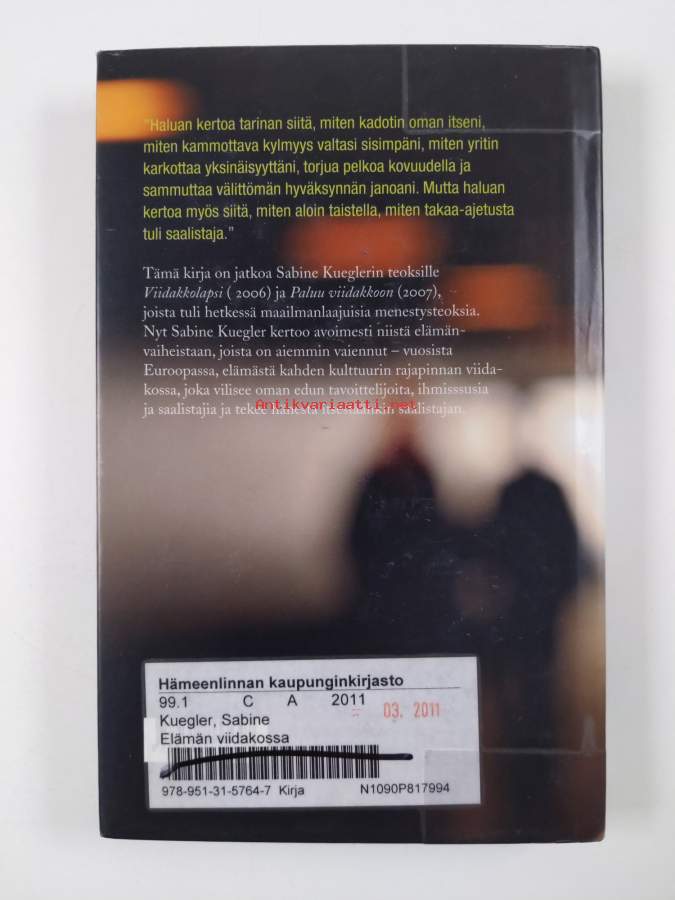 "Haluan kertoa tarinan siitä, miten kadotin oman itseni,
miten kammottava kylmyys valtasi sisimpäni, miten yritin
karkottaa yksinäisyyttäni, torjua pelkoa kovuudella ja
sammuttaa välittömän hyväksynnän janoani. Mutta haluan
kertoa myös siitä, miten aloin taistella, miten takaa-ajetusta
tuli saalistaja."
Tämä kirja on jatkoa Sabine Kueglerin teoksille
Viidakkolapsi ( 2006) ja Paluu viidakkoon (2007),
joista tuli hetkessä maailmanlaajuisia menestysteoksia.
Nyt Sabine Kuegler kertoo avoimesti niistä elämän-
vaiheistaan, joista on aiemmin vaiennut – vuosista
Euroopassa, elämästä kahden kulttuurin rajapinnan viida-
kossa, joka vilisee oman edun tavoittelijoita, ihmisssusia
ja saalistajia ja tekee hänestä itsestäänkin saalistajan.
Antikvariaatti.net
Hämeenlinnan kaupunginkirjasto
99.1 C A 2011
03. 2011
Kuegler, Sabine
Elämän viidakossa
978-951-31-5764-7 Kirja N1090P817994